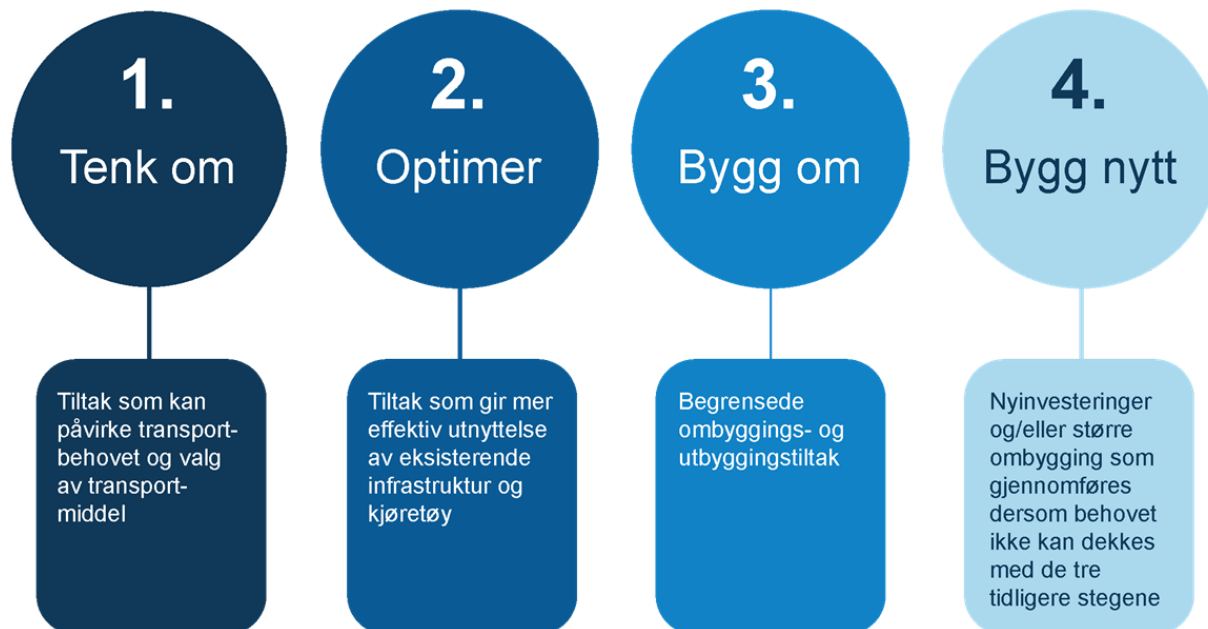 1.
Tenk om
Tiltak som kan
påvirke transport-
behovet og valg
av transport-
middel
2.
Optimer
Tiltak som gir mer
effektiv utnyttelse
av eksisterende
infrastruktur og
kjøretøy
3.
Bygg om
Begrensede
ombyggings- og
utbyggingstiltak
4.
Bygg nytt
Nyinvesteringer
og/eller større
ombygging som
gjennomføres
dersom behovet
ikke kan dekkes
med de tre
tidligere stegene